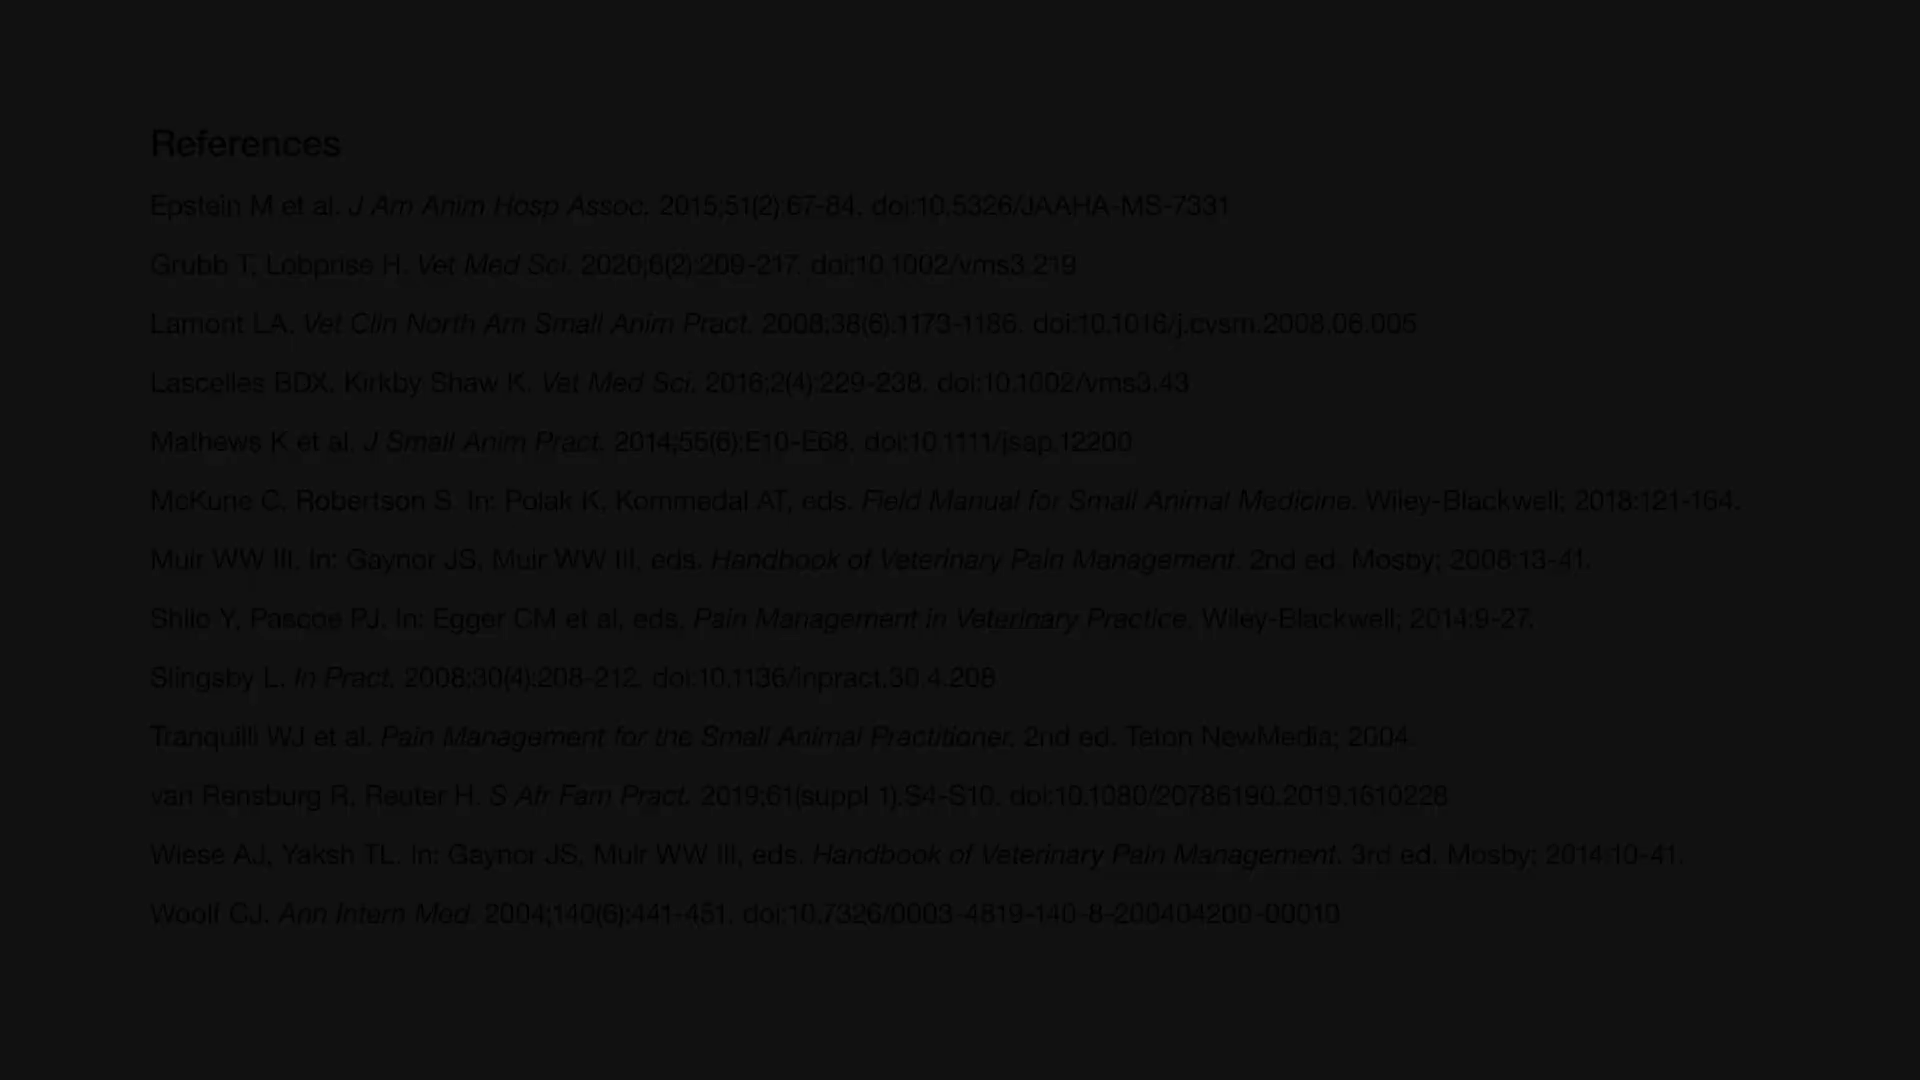 References
Epstein M et al. J Am Anim Hosp Assoc. 2015;51(2):67-84. doi:10.5326/JAAHA-MS-7331
Grubb T, Lobprise H. Vet Med Sci. 2020;6(2):209-217. doi:10.1002/vms3.219
Lamont LA. Vet Clin North Am Small Anim Pract. 2008;38(6):1173-1186. doi:10.1016/j.cvsm.2008.06.005
Lascelles BDX, Kirkby Shaw K. Vet Med Sci. 2016;2(4):229-238. doi:10.1002/vms3.43
Mathews K et al. J Small Anim Pract. 2014;55(6):E10-E68. doi:10.1111/jsap.12200
McKune C, Robertson S. In: Polak K, Kommedal AT, eds. Field Manual for Small Animal Medicine. Wiley-Blackwell; 2018:121-164.
Muir WW III. In: Gaynor JS, Muir WW III, eds. Handbook of Veterinary Pain Management. 2nd ed. Mosby; 2008:13-41.
Shilo Y, Pascoe PJ. In: Egger CM et al, eds. Pain Management in Veterinary Practice. Wiley-Blackwell; 2014:9-27.
Slingsby L. In Pract. 2008;30(4):208-212. doi:10.1136/inpract.30.4.208
Tranquilli WJ et al. Pain Management for the Small Animal Practitioner. 2nd ed. Teton NewMedia; 2004.
van Rensburg R, Reuter H. S Afr Fam Pract. 2019;61(suppl 1):S4-S10. doi:10.1080/20786190.2019.1610228
Wiese AJ, Yaksh TL. In: Gaynor JS, Muir WW III, eds. Handbook of Veterinary Pain Management. 3rd ed. Mosby; 2014:10-41.
Woolf CJ. Ann Intern Med. 2004;140(6):441-451. doi:10.7326/0003-4819-140-8-200404200-00010